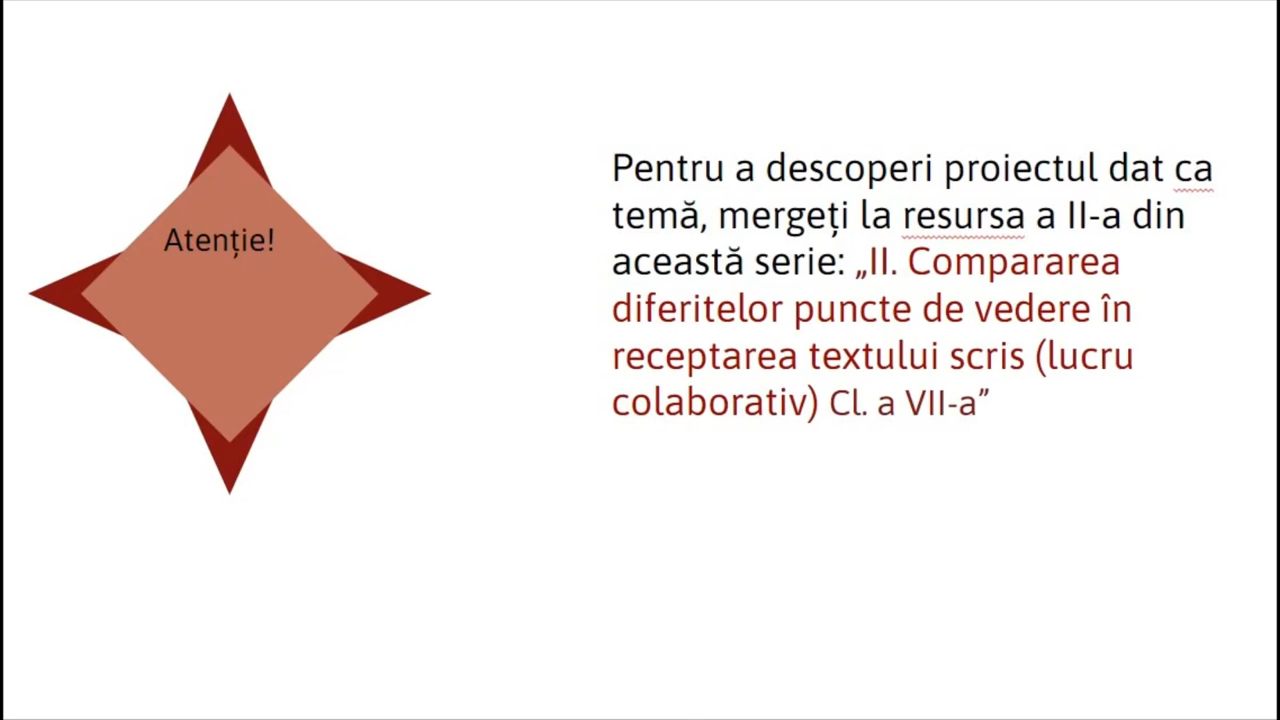 Atenție!
Pentru a descoperi proiectul dat ca
temă, mergeți la resursa a II-a din
această serie: „II. Compararea
diferitelor puncte de vedere în
receptarea textului scris (lucru
colaborativ) Cl. a VII-a”